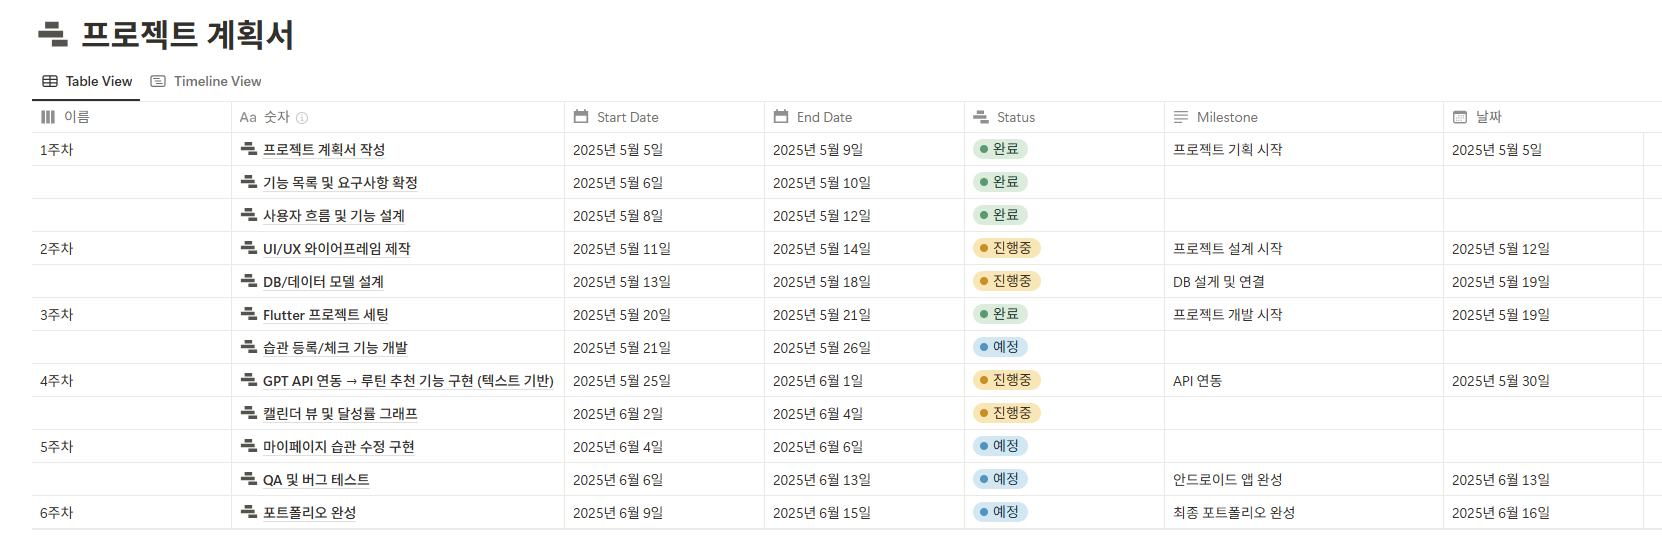 프로젝트 계획서
Table View Timeline View
이름 Aa 숫자 Start Date End Date Status Milestone 날짜
1주차 프로젝트 계획서 작성 2025년 5월 5일 2025년 5월 9일 완료 프로젝트 기획 시작 2025년 5월 5일
기능 목록 및 요구사항 확정 2025년 5월 6일 2025년 5월 10일 완료
사용자 흐름 및 기능 설계 2025년 5월 8일 2025년 5월 12일 완료
2주차 UI/UX 와이어프레임 제작 2025년 5월 11일 2025년 5월 14일 진행중 프로젝트 설계 시작 2025년 5월 12일
DB/데이터 모델 설계 2025년 5월 13일 2025년 5월 18일 진행중 DB 설게 및 연결 2025년 5월 19일
3주차 Flutter 프로젝트 세팅 2025년 5월 20일 2025년 5월 21일 완료 프로젝트 개발 시작 2025년 5월 19일
습관 등록/체크 기능 개발 2025년 5월 21일 2025년 5월 26일 예정
4주차 GPT API 연동 → 루틴 추천 기능 구현 (텍스트 기반) 2025년 5월 25일 2025년 6월 1일 진행중 API 연동 2025년 5월 30일
캘린더 뷰 및 달성률 그래프 2025년 6월 2일 2025년 6월 4일 진행중
5주차 마이페이지 습관 수정 구현 2025년 6월 4일 2025년 6월 6일 예정
QA 및 버그 테스트 2025년 6월 6일 2025년 6월 13일 예정 안드로이드 앱 완성 2025년 6월 13일
6주차 포트폴리오 완성 2025년 6월 9일 2025년 6월 15일 예정 최종 포트폴리오 완성 2025년 6월 16일